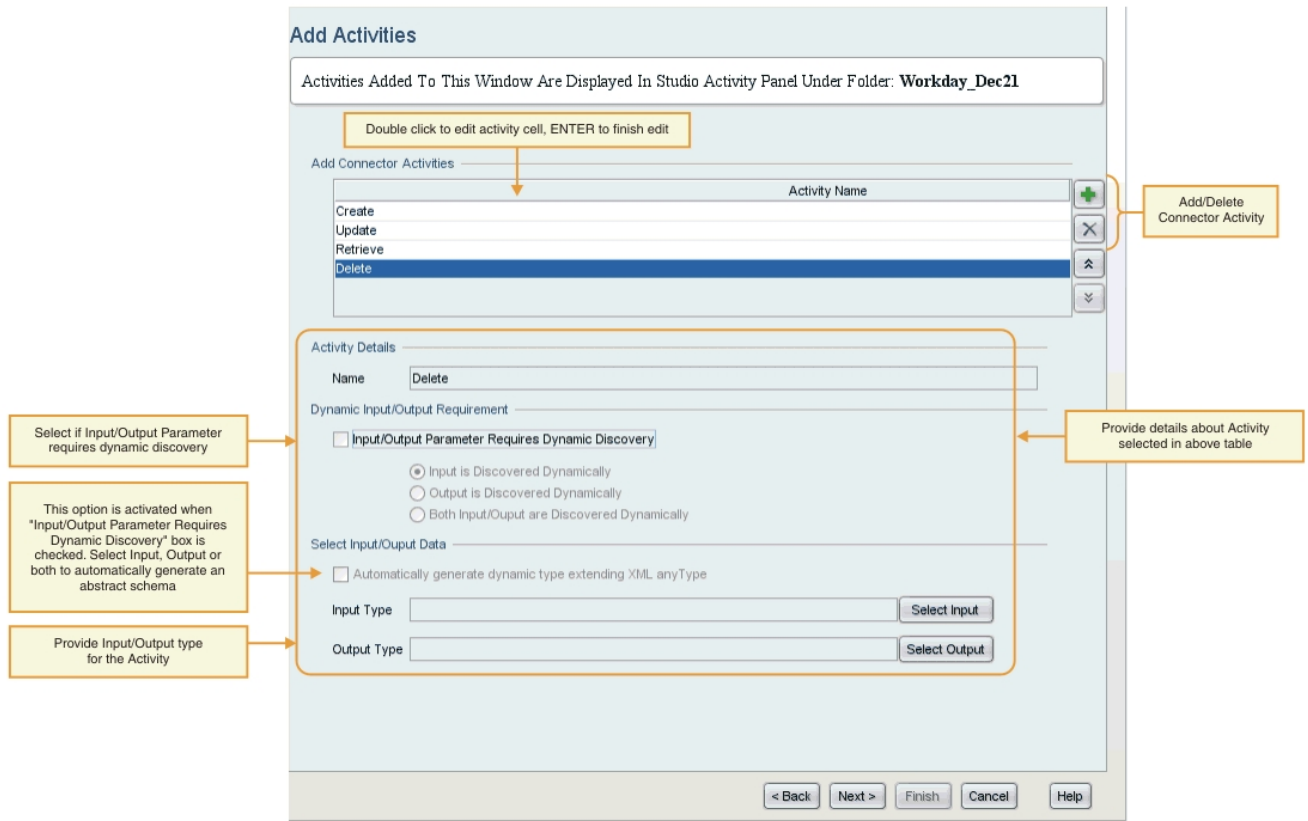 Add Activities
Activities Added To This Window Are Displayed In Studio Activity Panel Under Folder: Workday_Dec21
Double click to edit activity cell, ENTER to finish edit
Add Connector Activities
Activity Name
Create
Update
Retrieve
Delete
Add/Delete
Connector Activity
Activity Details
Name
Delete
Dynamic Input/Output Requirement
Select if Input/Output Parameter
requires dynamic discovery
Input/Output Parameter Requires Dynamic Discovery
Provide details about Activity
selected in above table
Input is Discovered Dynamically
Output is Discovered Dynamically
Both Input/Ouput are Discovered Dynamically
This option is activated when
"Input/Output Parameter Requires
Dynamic Discovery" box is
checked. Select Input, Output or
both to automatically generate an
abstract schema
Select Input/Ouput Data
Automatically generate dynamic type extending XML anyType
Input Type
Select Input
Provide Input/Output type
for the Activity
Output Type
Select Output
< Back
Next >
Finish
Cancel
Help